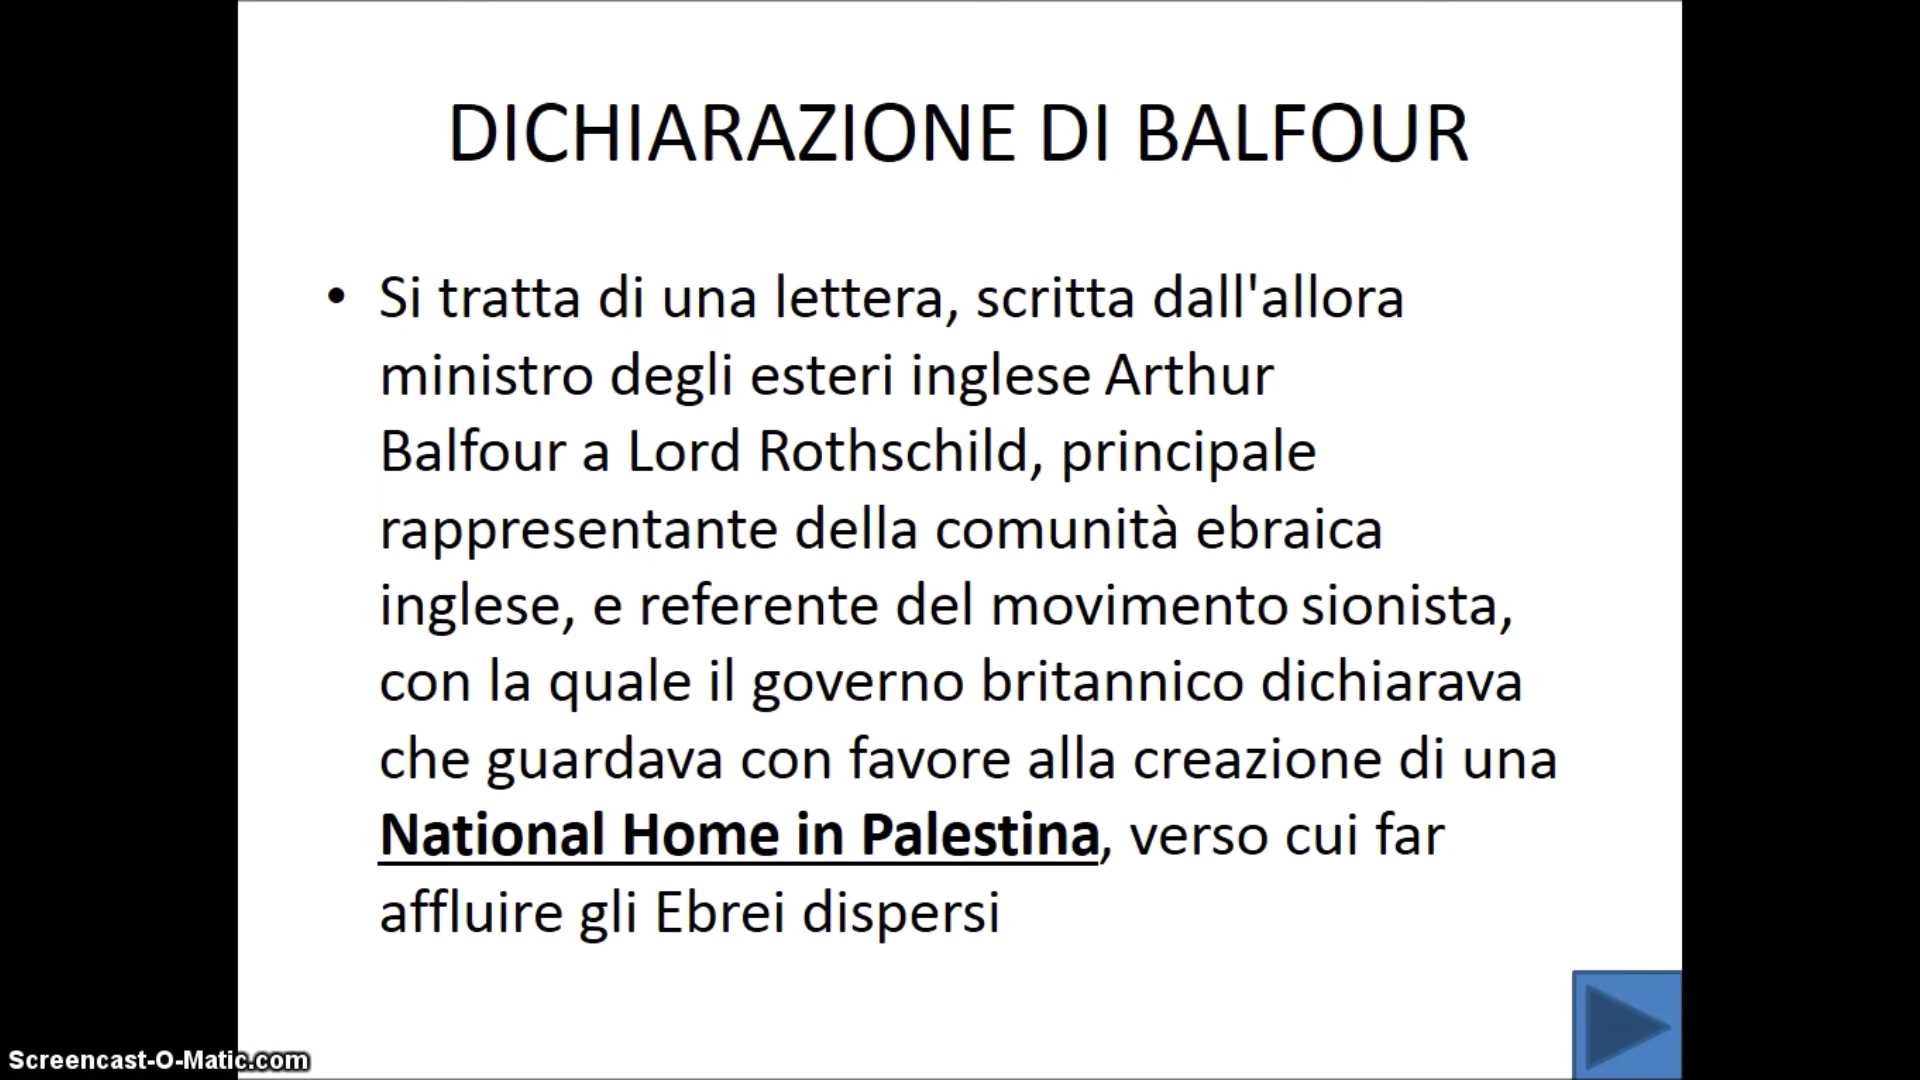 DICHIARAZIONE DI BALFOUR
• Si tratta di una lettera, scritta dall'allora
ministro degli esteri inglese Arthur
Balfour a Lord Rothschild, principale
rappresentante della comunità ebraica
inglese, e referente del movimento sionista,
con la quale il governo britannico dichiarava
che guardava con favore alla creazione di una
National Home in Palestina, verso cui far
affluire gli Ebrei dispersi
Screencast-O-Matic.com